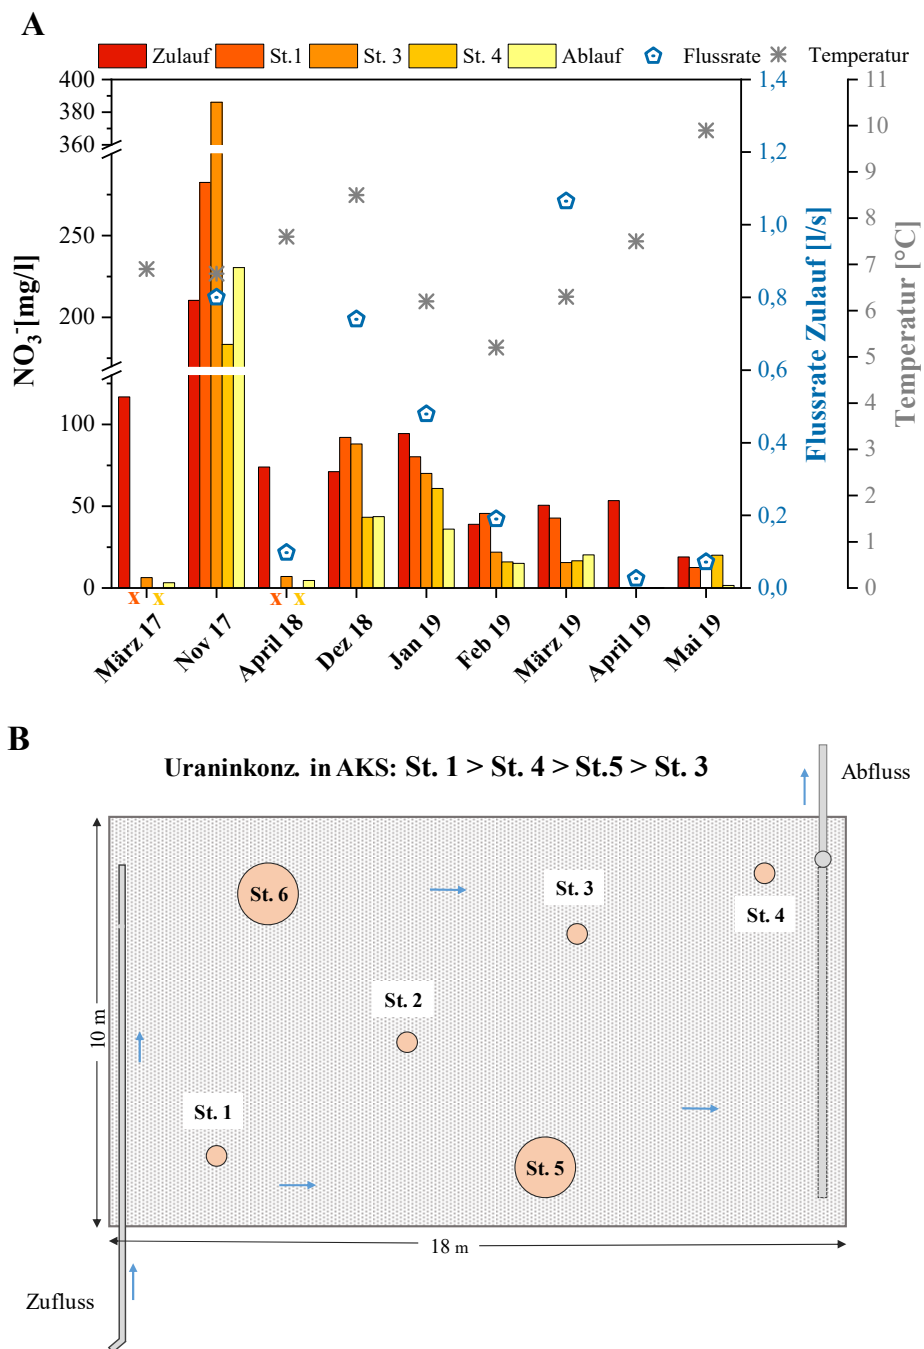 A
Zulauf St.1 St. 3 St. 4 Ablauf Flussrate Temperatur
NO₃⁻[mg/l]
400
380
360
250
200
100
50
0
1,4
1,2
1,0
0,8
0,6
0,4
0,2
0,0
Flussrate Zulauf [l/s]
11
10
9
8
7
6
5
4
3
2
1
0
Temperatur [°C]
x x x x
März 17
Nov 17
April 18
Dez 18
Jan 19
Feb 19
März 19
April 19
Mai 19
B
Uraninkonz. in AKS: St. 1 > St. 4 > St.5 > St. 3
Abfluss
St. 6
St. 3
St. 4
St. 2
10 m
St. 1
St. 5
18 m
Zufluss